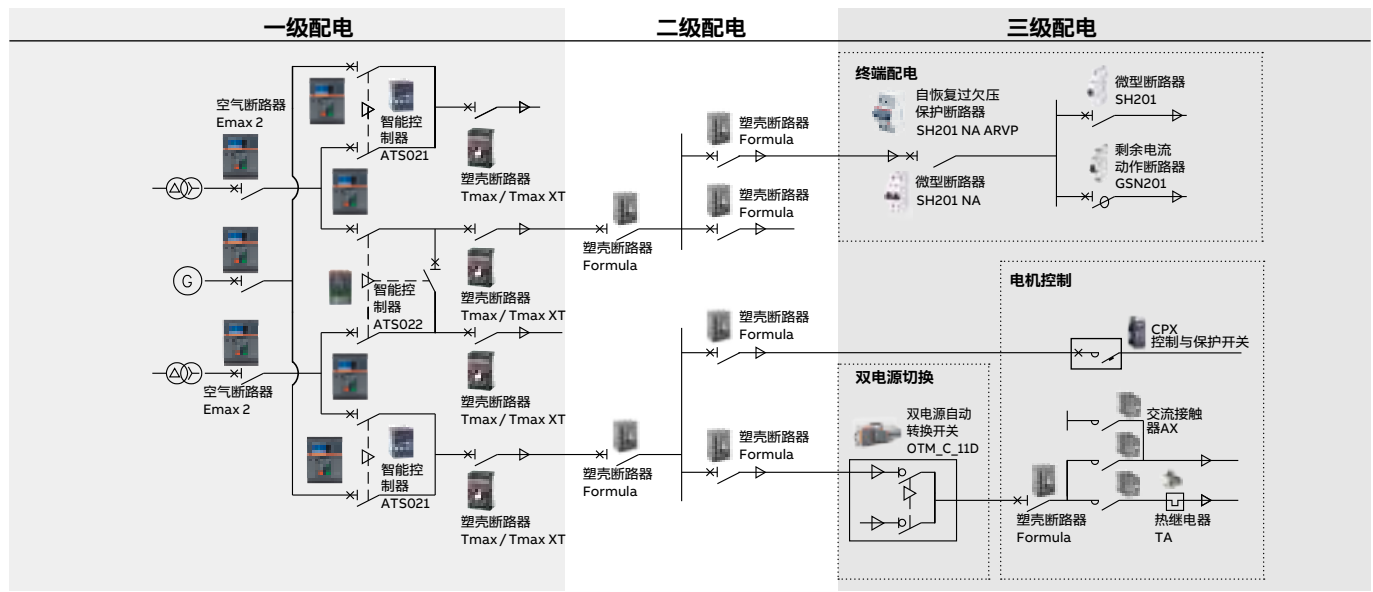 一级配电
二级配电
三级配电
空气断路器
Emax 2
智能控
制器
ATS021
塑壳断路器
Tmax / Tmax XT
G
智能控
制器
ATS022
塑壳断路器
Tmax / Tmax XT
空气断路器
Emax 2
塑壳断路器
Tmax / Tmax XT
智能控
制器
ATS021
塑壳断路器
Tmax / Tmax XT
塑壳断路器
Formula
塑壳断路器
Formula
塑壳断路器
Formula
塑壳断路器
Formula
塑壳断路器
Formula
塑壳断路器
Formula
终端配电
自恢复过欠压
保护断路器
SH201 NA ARVP
微型断路器
SH201 NA
微型断路器
SH201
剩余电流
动作断路器
GSN201
电机控制
CPX
控制与保护开关
双电源切换
双电源自动
转换开关
OTM_C_11D
交流接触
器AX
塑壳断路器
Formula
热继电器
TA